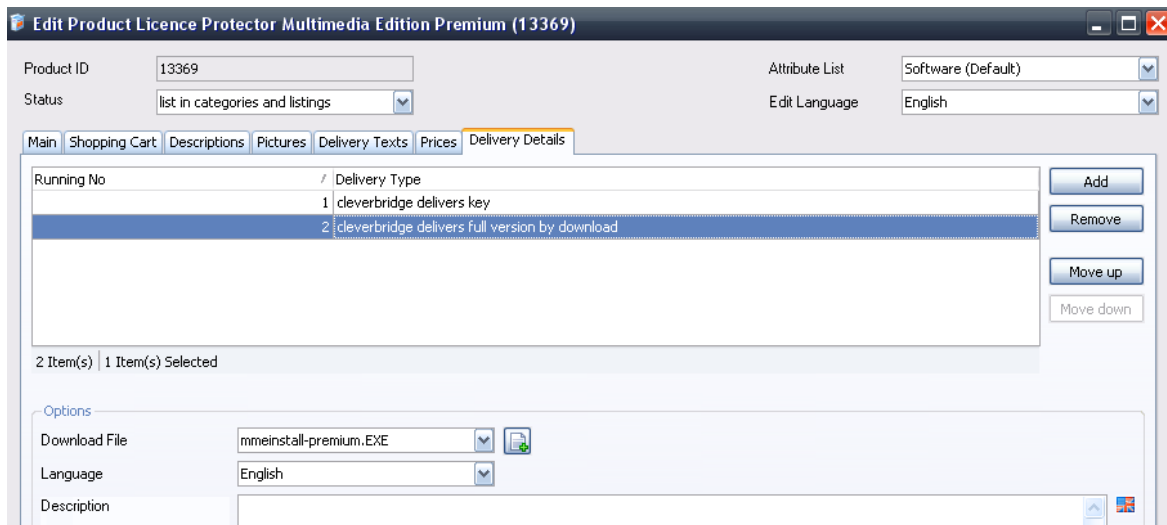 Edit Product Licence Protector Multimedia Edition Premium (13369)
Product ID 13369 Attribute List Software (Default)
Status list in categories and listings Edit Language English
Main Shopping Cart Descriptions Pictures Delivery Texts Prices Delivery Details
Running No / Delivery Type Add
1 cleverbridge delivers key
2 cleverbridge delivers full version by download Remove
Move up
Move down
2 Item(s) 1 Item(s) Selected
Options
Download File mmeinstall-premium.EXE
Language English
Description